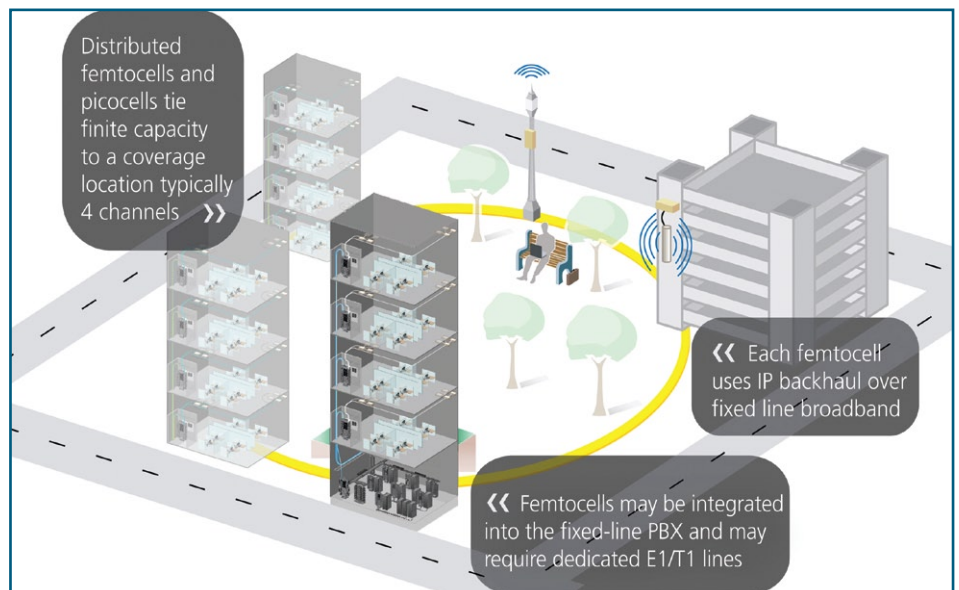 Distributed
femtocells and
picocells tie
finite capacity
to a coverage
location typically
4 channels »
« Each femtocell
uses IP backhaul over
fixed line broadband
« Femtocells may be integrated
into the fixed-line PBX and may
require dedicated E1/T1 lines